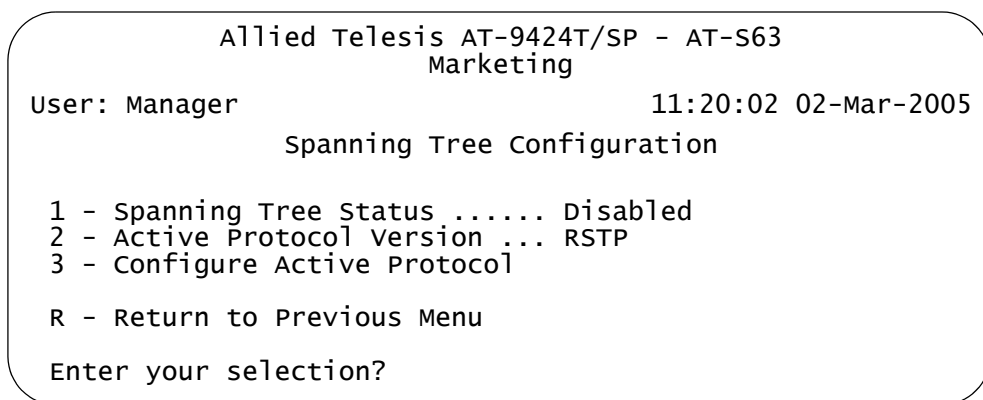 Allied Telesis AT-9424T/SP - AT-S63
Marketing
User: Manager 11:20:02 02-Mar-2005
Spanning Tree Configuration
1 - Spanning Tree Status ...... Disabled
2 - Active Protocol Version ... RSTP
3 - Configure Active Protocol
R - Return to Previous Menu
Enter your selection?